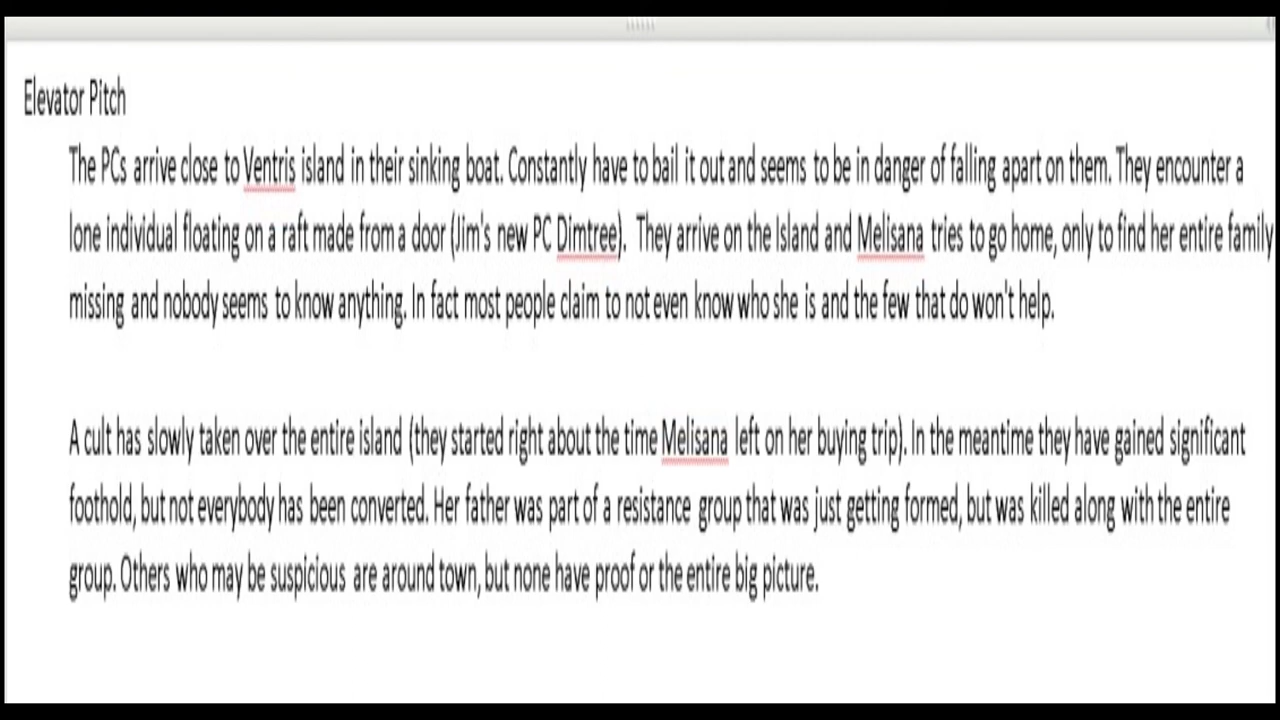 Elevator Pitch
The PCs arrive close to Ventris island in their sinking boat. Constantly have to bail it out and seems to be in danger of falling apart on them. They encounter a
lone individual floating on a raft made from a door (Jim's new PC Dimtree). They arrive on the Island and Melisana tries to go home, only to find her entire family
missing and nobody seems to know anything. In fact most people claim to not even know who she is and the few that do won't help.
A cult has slowly taken over the entire island (they started right about the time Melisana left on her buying trip). In the meantime they have gained significant
foothold, but not everybody has been converted. Her father was part of a resistance group that was just getting formed, but was killed along with the entire
group. Others who may be suspicious are around town, but none have proof or the entire big picture.